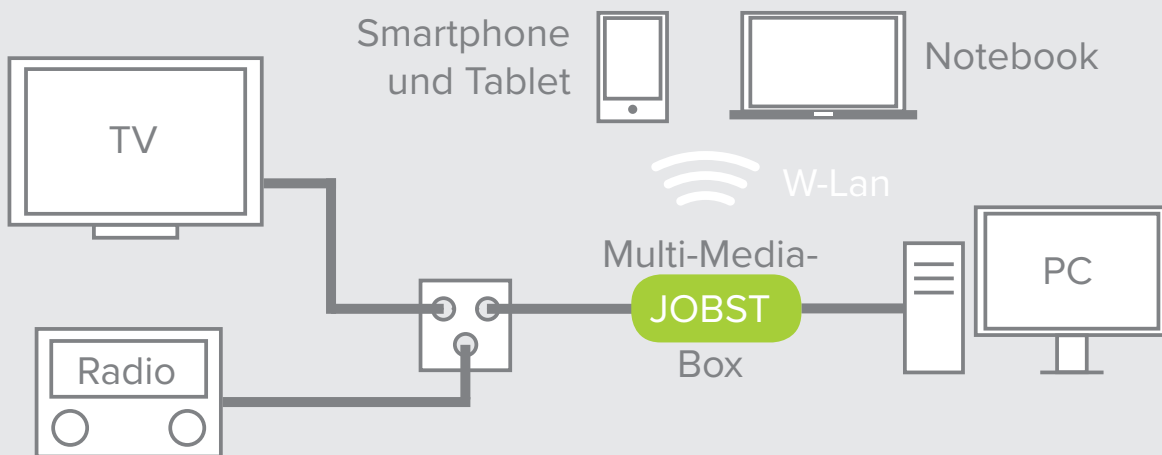 Smartphone
und Tablet
Notebook
TV
W-Lan
Multi-Media-
JOBST
Box
PC
Radio